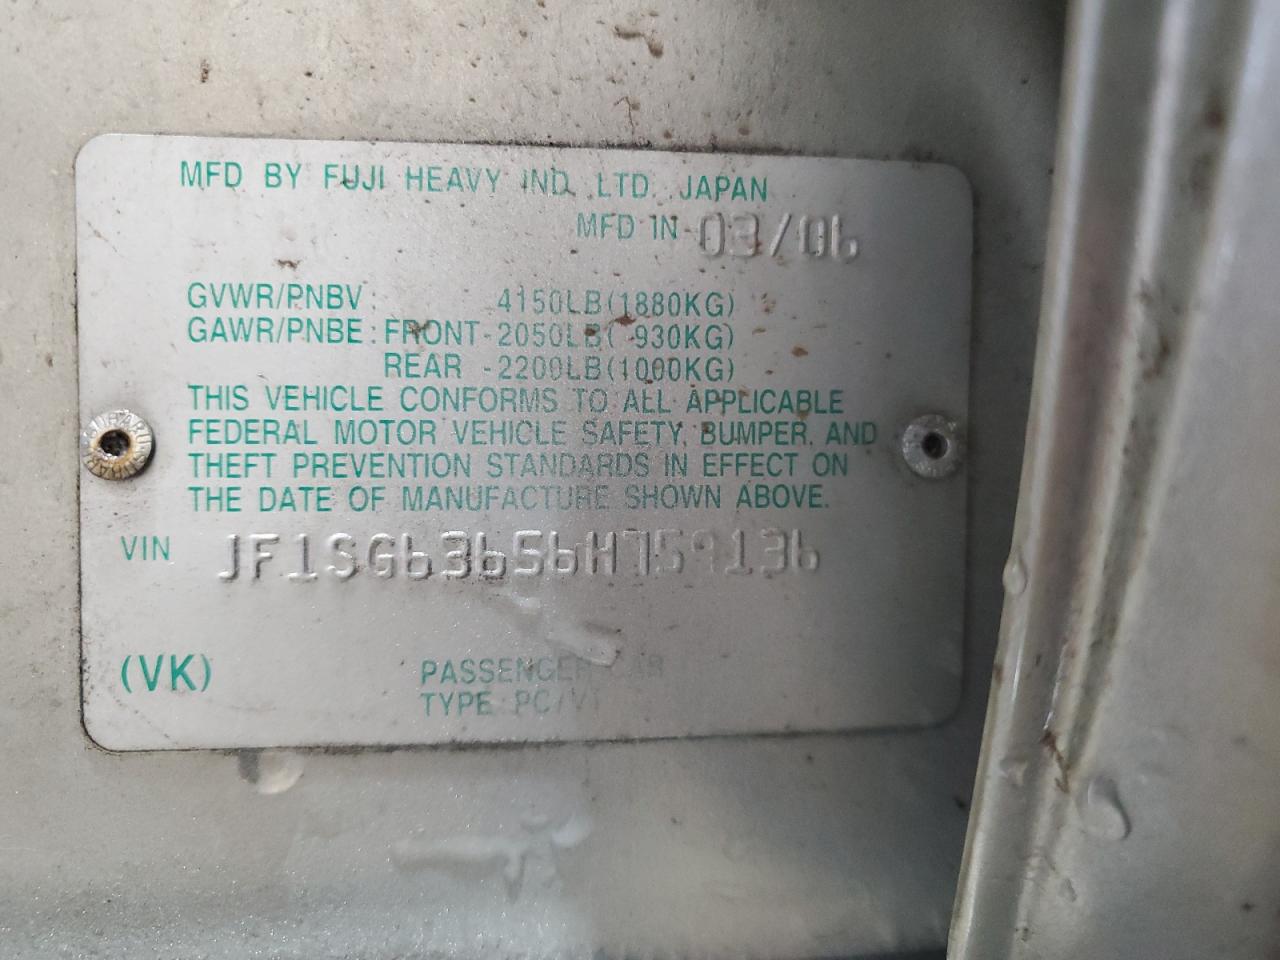 MFD BY FUJI HEAVY IND. LTD. JAPAN
MFD IN 03/06
GVWR/PNBV: 4150LB(1880KG)
GAWR/PNBE: FRONT-2050LB( 930KG)
REAR -2200LB(1000KG)
THIS VEHICLE CONFORMS TO ALL APPLICABLE
FEDERAL MOTOR VEHICLE SAFETY, BUMPER, AND
THEFT PREVENTION STANDARDS IN EFFECT ON
THE DATE OF MANUFACTURE SHOWN ABOVE.
VIN JF1SG63656H759136
(VK) PASSENGER CAR
TYPE: PC/V